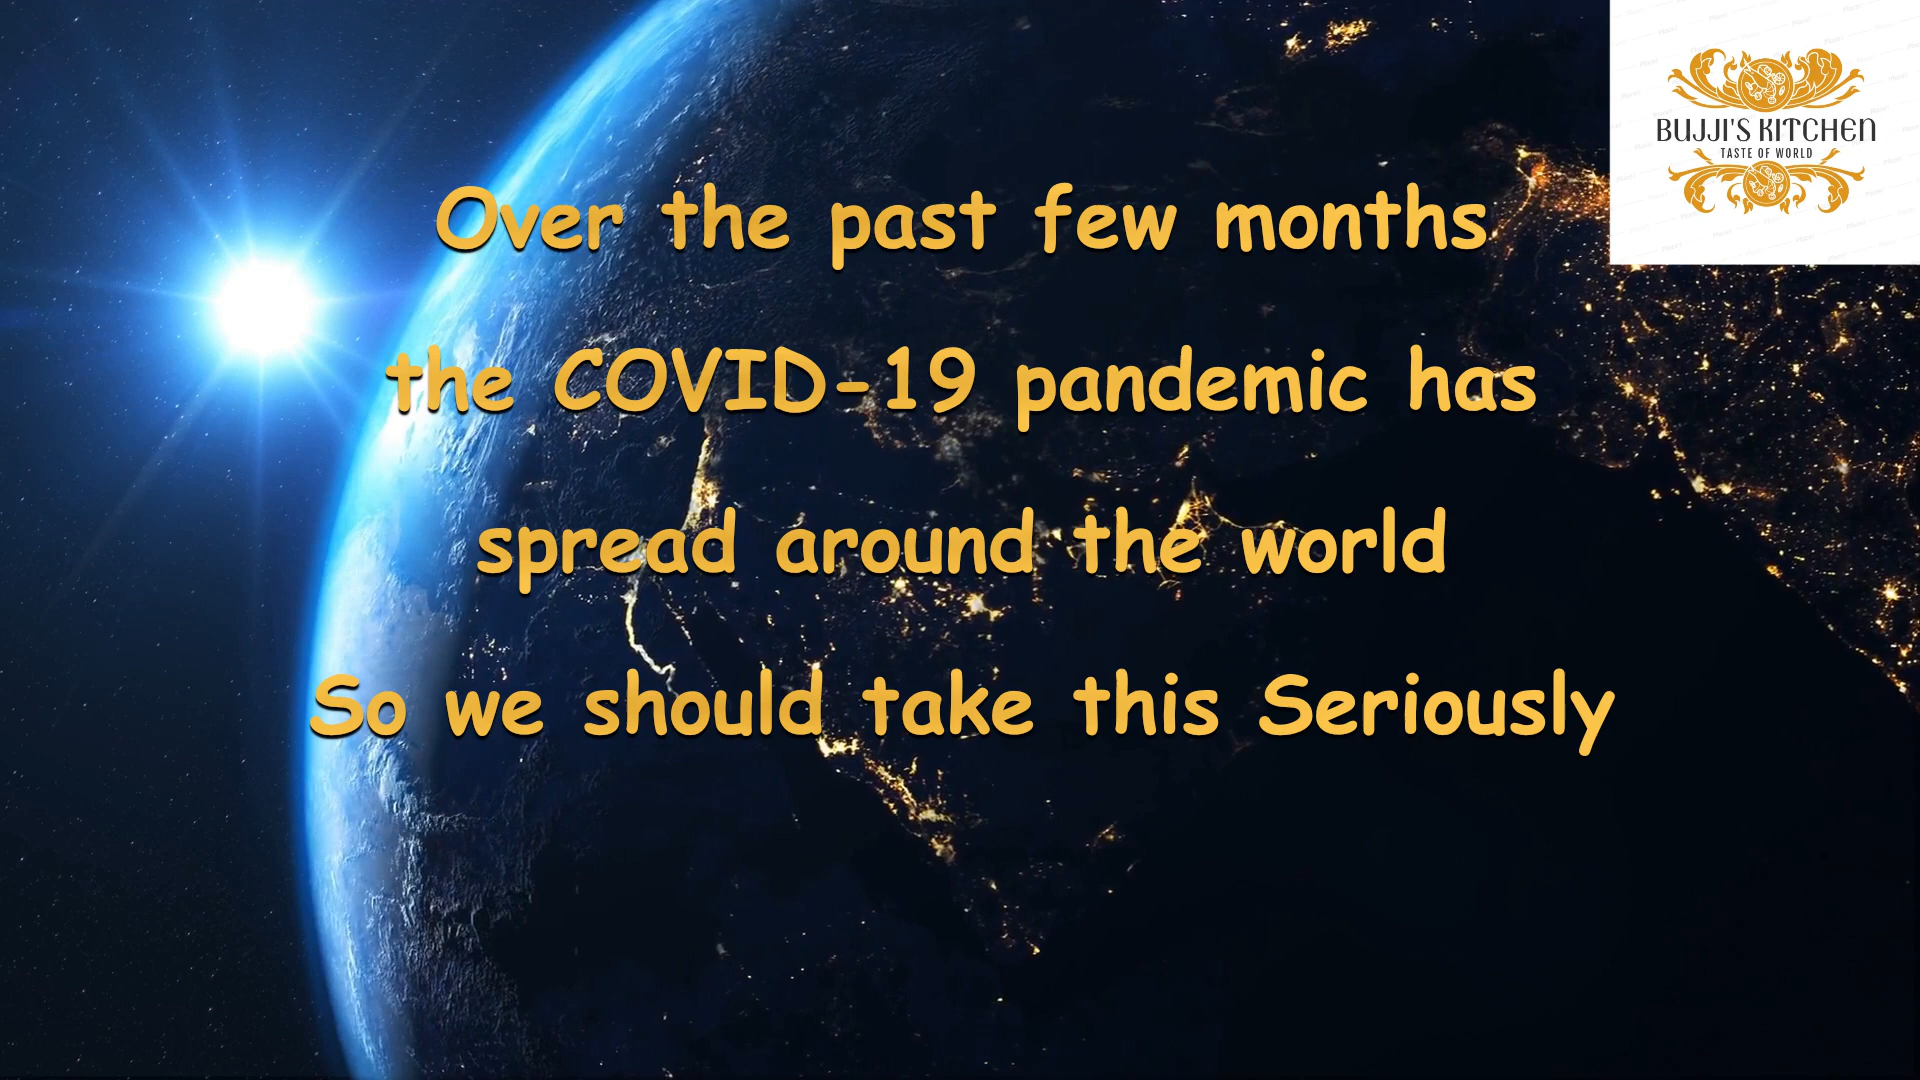 BUJJI'S KITCHEN
TASTE OF WORLD
Over the past few months
the COVID-19 pandemic has
spread around the world
So we should take this Seriously